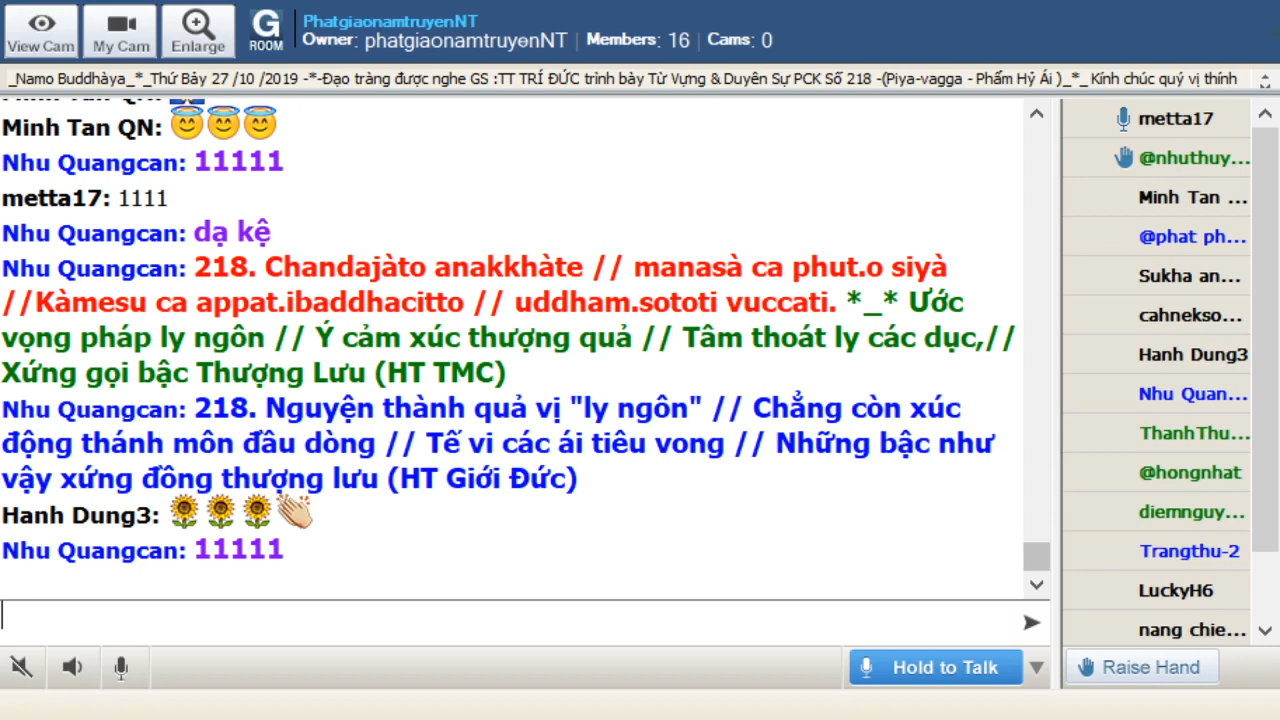 View Cam
My Cam
Enlarge
G
ROOM
PhatgiaonamtruyenNT
Owner: phatgiaonamtruyenNT | Members: 16 | Cams: 0
_Namo Buddhàya_*_Thứ Bảy 27 /10 /2019 -*-Đạo tràng được nghe GS :TT TRÍ ĐỨC trình bày Từ Vựng & Duyên Sự PCK Số 218 -(Piya-vagga - Phẩm Hỷ Ái )_*_Kính chúc quý vị thính
Minh Tan QN:
Nhu Quangcan: 11111
metta17: 1111
Nhu Quangcan: dạ kệ
Nhu Quangcan: 218. Chandajàto anakkhàte // manasà ca phut.o siyà
//Kàmesu ca appat.ibaddhacitto // uddham.sototi vuccati. *_* Ước
vọng pháp ly ngôn // Ý cảm xúc thượng quả // Tâm thoát ly các dục,//
Xứng gọi bậc Thượng Lưu (HT TMC)
Nhu Quangcan: 218. Nguyện thành quả vị "ly ngôn" // Chẳng còn xúc
động thánh môn đầu dòng // Tế vi các ái tiêu vong // Những bậc như
vậy xứng đồng thượng lưu (HT Giới Đức)
Hanh Dung3:
Nhu Quangcan: 11111
Hold to Talk
metta17
@nhuthuy...
Minh Tan ...
@phat ph...
Sukha an...
cahnekso...
Hanh Dung3
Nhu Quan...
ThanhThu...
@hongnhat
diemnguy...
Trangthu-2
LuckyH6
nang chie...
Raise Hand